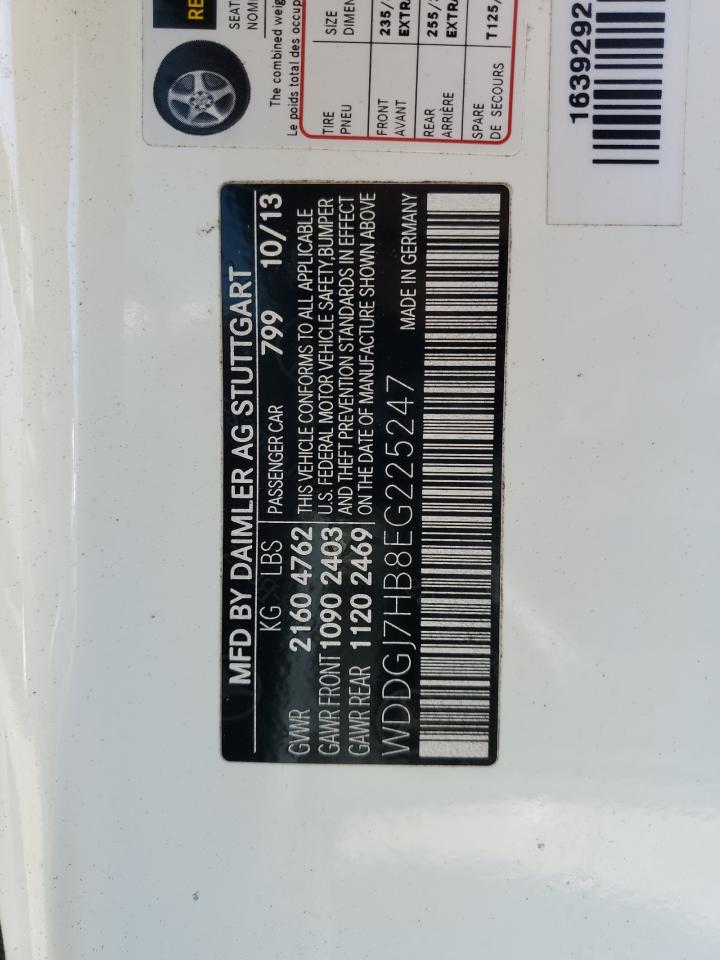 RE
SEAT
NOMI
The combined weig
Le poids total des occup
TIRE
PNEU
SIZE
DIMEN
FRONT
AVANT
235/
EXTRA
REAR
ARRIÈRE
255/
EXTRA
SPARE
DE SECOURS
T125/
1639292
MFD BY DAIMLER AG STUTTGART
KG LBS PASSENGER CAR 799 10/13
GVWR 2160 4762 THIS VEHICLE CONFORMS TO ALL APPLICABLE
GAWR FRONT 1090 2403 U.S. FEDERAL MOTOR VEHICLE SAFETY,BUMPER
AND THEFT PREVENTION STANDARDS IN EFFECT
GAWR REAR 1120 2469 ON THE DATE OF MANUFACTURE SHOWN ABOVE
WDDGJ7HB8EG225247 MADE IN GERMANY